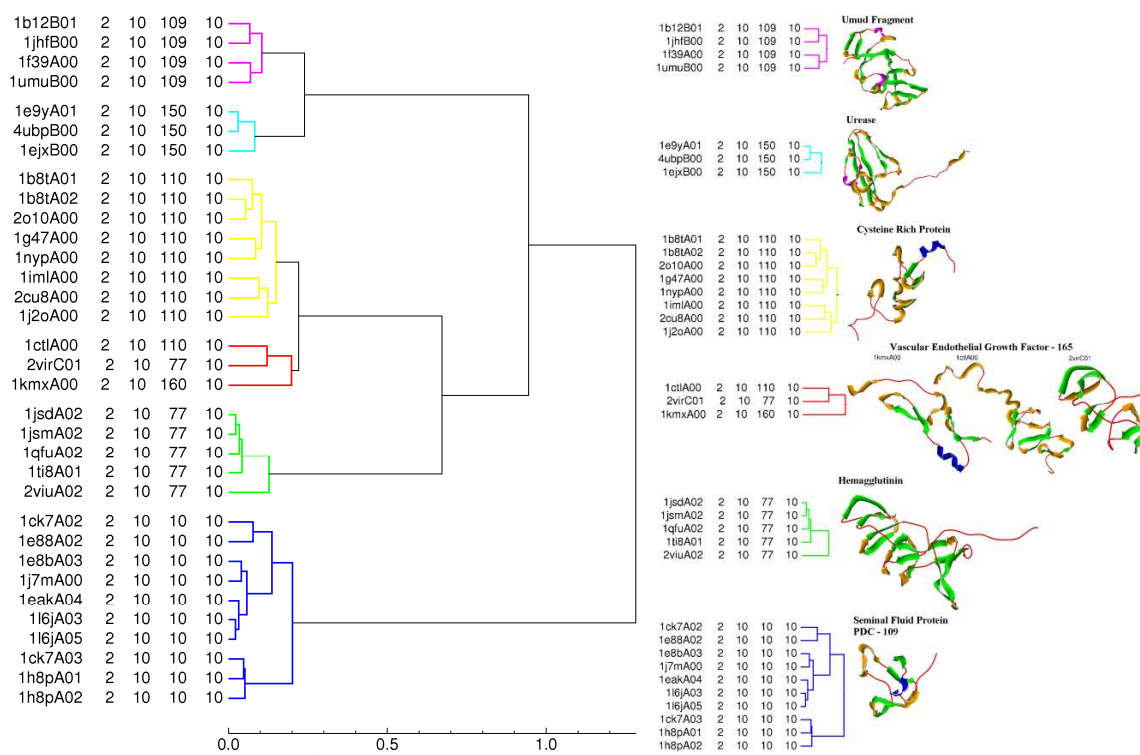 1b12B01 2 10 109 10
1jhfB00 2 10 109 10
1f39A00 2 10 109 10
1umuB00 2 10 109 10
1e9yA01 2 10 150 10
4ubpB00 2 10 150 10
1ejxB00 2 10 150 10
1b8tA01 2 10 110 10
1b8tA02 2 10 110 10
2o10A00 2 10 110 10
1g47A00 2 10 110 10
1nypA00 2 10 110 10
1imlA00 2 10 110 10
2cu8A00 2 10 110 10
1j2oA00 2 10 110 10
1ctlA00 2 10 110 10
2virC01 2 10 77 10
1kmxA00 2 10 160 10
1jsdA02 2 10 77 10
1jsmA02 2 10 77 10
1qfuA02 2 10 77 10
1ti8A01 2 10 77 10
2viuA02 2 10 77 10
1ck7A02 2 10 10 10
1e88A02 2 10 10 10
1e8bA03 2 10 10 10
1j7mA00 2 10 10 10
1eakA04 2 10 10 10
1l6jA03 2 10 10 10
1l6jA05 2 10 10 10
1ck7A03 2 10 10 10
1h8pA01 2 10 10 10
1h8pA02 2 10 10 10
0.0 0.5 1.0
Umud Fragment
1b12B01 2 10 109 10
1jhfB00 2 10 109 10
1f39A00 2 10 109 10
1umuB00 2 10 109 10
Urease
1e9yA01 2 10 150 10
4ubpB00 2 10 150 10
1ejxB00 2 10 150 10
Cysteine Rich Protein
1b8tA01 2 10 110 10
1b8tA02 2 10 110 10
2o10A00 2 10 110 10
1g47A00 2 10 110 10
1nypA00 2 10 110 10
1imlA00 2 10 110 10
2cu8A00 2 10 110 10
1j2oA00 2 10 110 10
Vascular Endothelial Growth Factor - 165
1kmxA00 1ctlA00 2virC01
1ctlA00 2 10 110 10
2virC01 2 10 77 10
1kmxA00 2 10 160 10
Hemagglutinin
1jsdA02 2 10 77 10
1jsmA02 2 10 77 10
1qfuA02 2 10 77 10
1ti8A01 2 10 77 10
2viuA02 2 10 77 10
Seminal Fluid Protein
PDC - 109
1ck7A02 2 10 10 10
1e88A02 2 10 10 10
1e8bA03 2 10 10 10
1j7mA00 2 10 10 10
1eakA04 2 10 10 10
1l6jA03 2 10 10 10
1l6jA05 2 10 10 10
1ck7A03 2 10 10 10
1h8pA01 2 10 10 10
1h8pA02 2 10 10 10